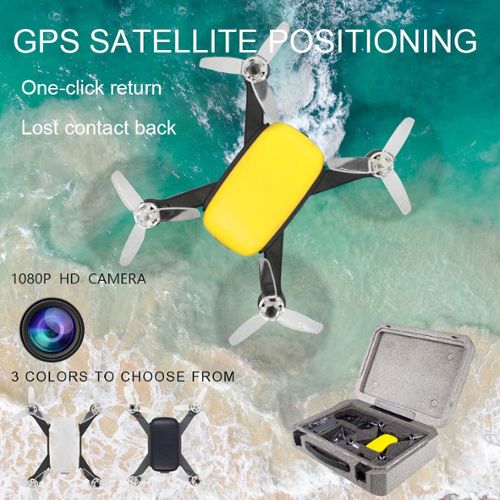 GPS SATELLITE POSITIONING
One-click return
Lost contact back
1080P HD CAMERA
3 COLORS TO CHOOSE FROM